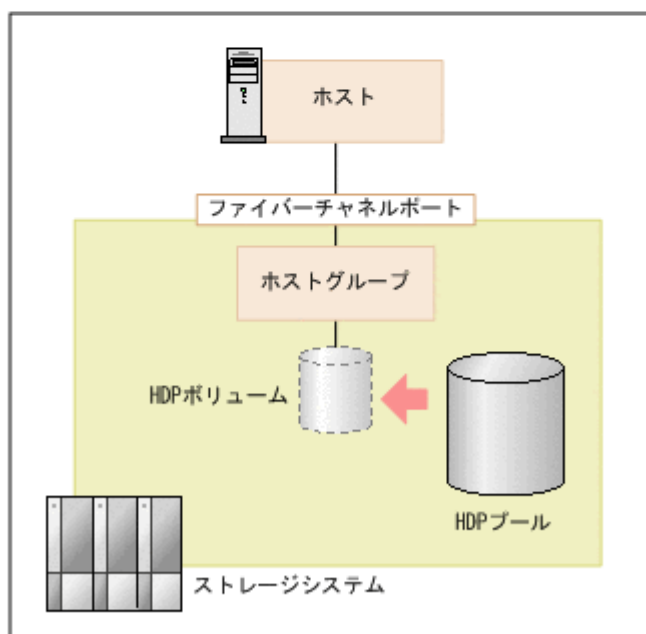 ホスト
ファイバーチャネルポート
ホストグループ
HDPボリューム
HDPプール
ストレージシステム